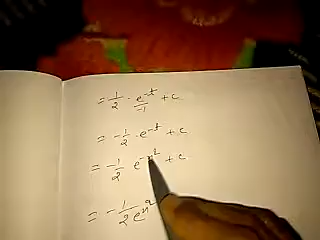 = 1/2 · e^-t/-1 + c
= -1/2 · e^-t + c
= -1/2 e^-x² + c
= -1/2e^x²